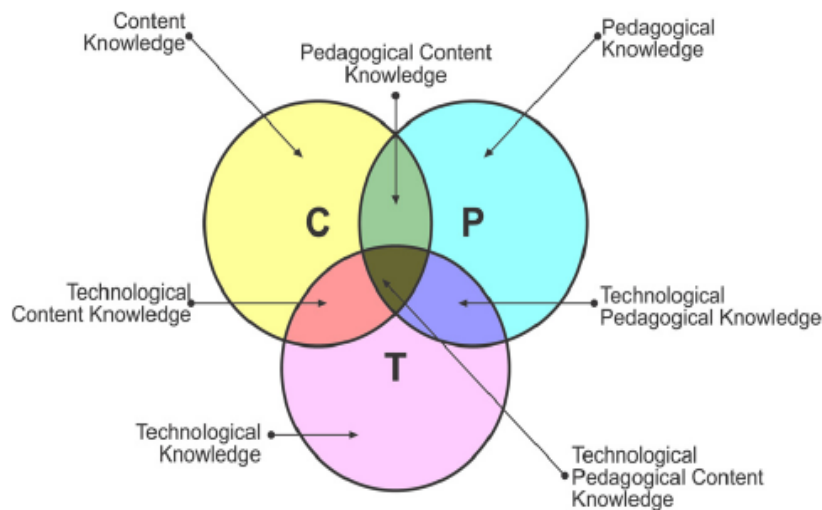 Content
Knowledge
Pedagogical Content
Knowledge
Pedagogical
Knowledge
C
P
Technological
Content Knowledge
Technological
Pedagogical Knowledge
T
Technological
Knowledge
Technological
Pedagogical Content
Knowledge